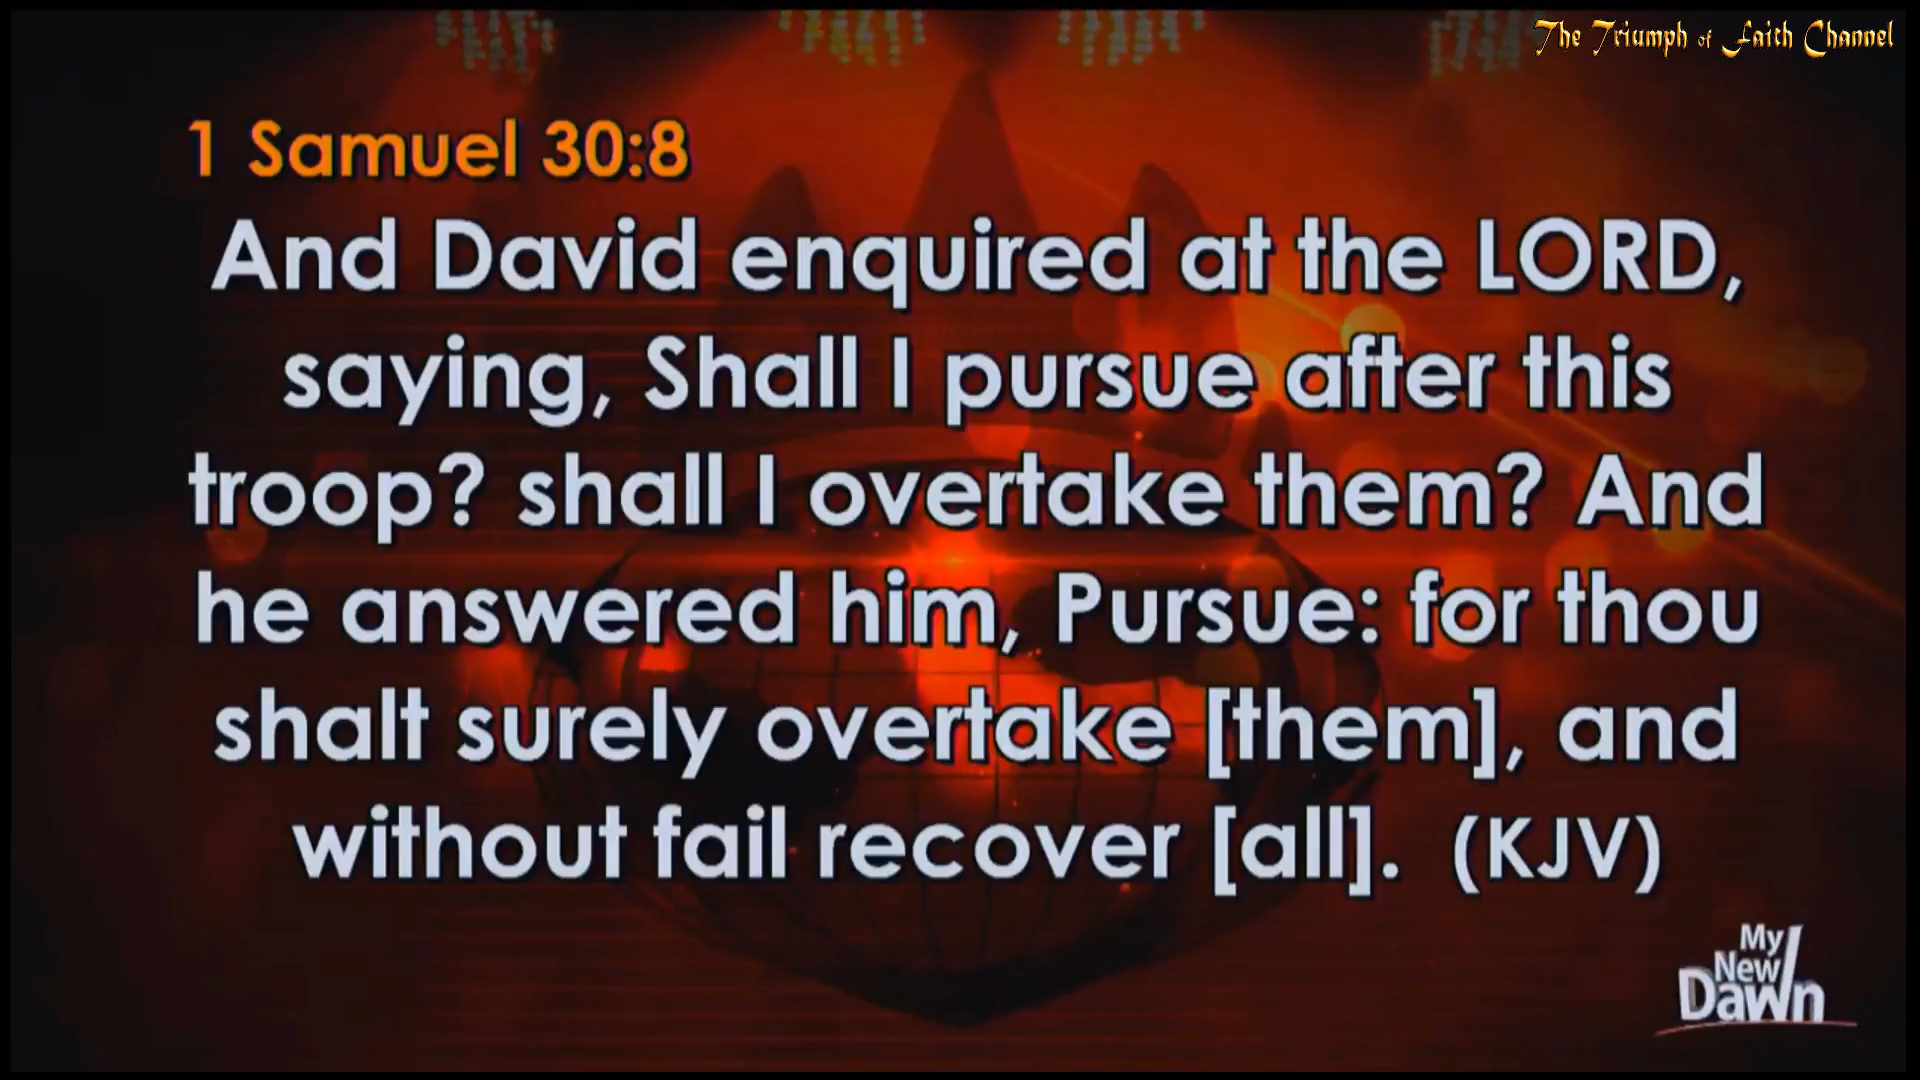 The Triumph of Faith Channel
1 Samuel 30:8
And David enquired at the LORD,
saying, Shall I pursue after this
troop? shall I overtake them? And
he answered him, Pursue: for thou
shalt surely overtake [them], and
without fail recover [all]. (KJV)
My
New
Dawn